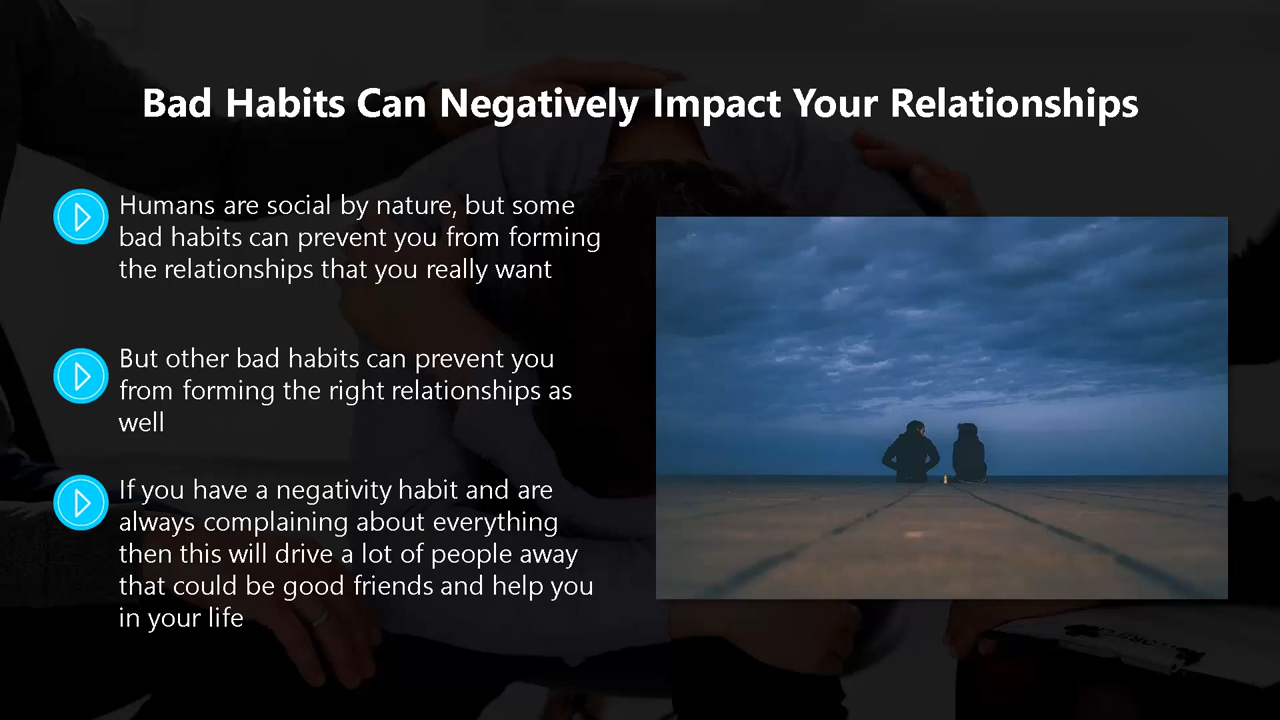 Bad Habits Can Negatively Impact Your Relationships
Humans are social by nature, but some
bad habits can prevent you from forming
the relationships that you really want
But other bad habits can prevent you
from forming the right relationships as
well
If you have a negativity habit and are
always complaining about everything
then this will drive a lot of people away
that could be good friends and help you
in your life